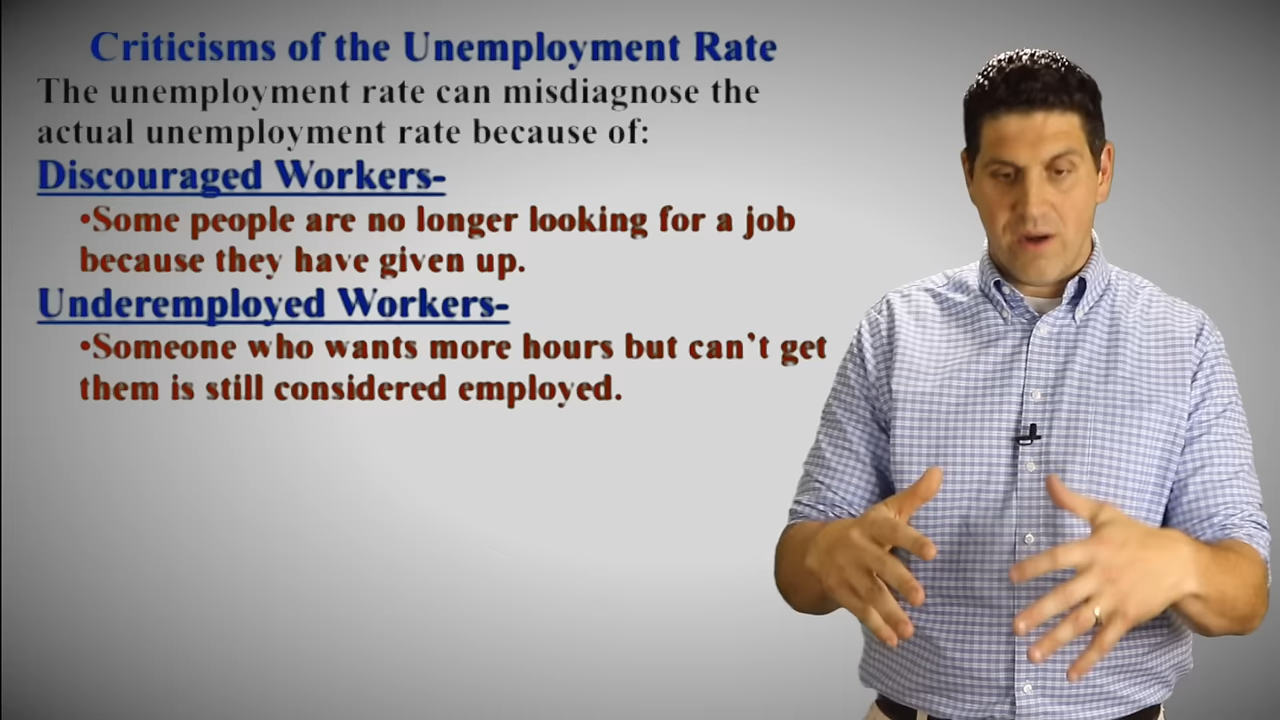 Criticisms of the Unemployment Rate
The unemployment rate can misdiagnose the
actual unemployment rate because of:
Discouraged Workers-
•Some people are no longer looking for a job
because they have given up.
Underemployed Workers-
•Someone who wants more hours but can't get
them is still considered employed.